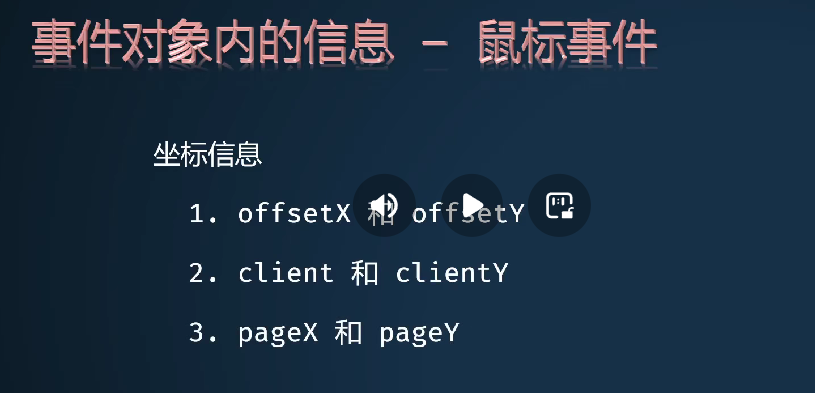 事件对象内的信息 - 鼠标事件
坐标信息
1. offsetX 和 offsetY
2. client 和 clientY
3. pageX 和 pageY